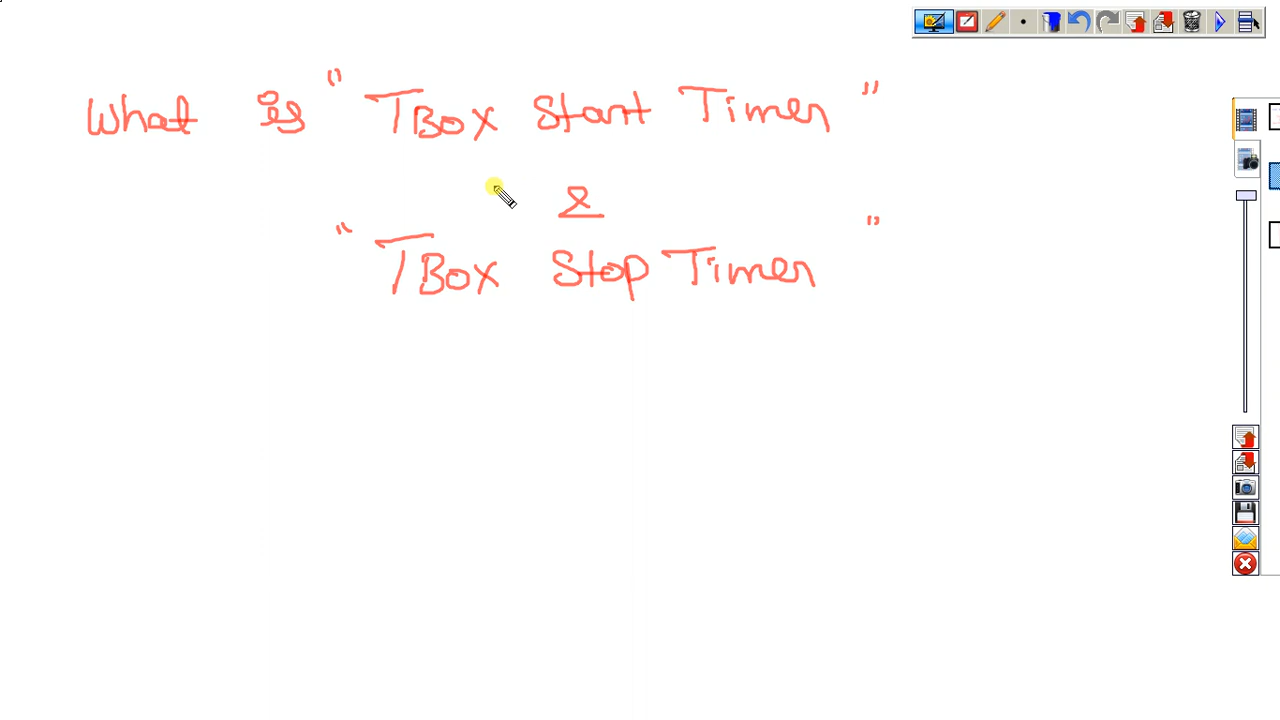 What is " TBox Start Timer "
&
" TBox Stop Timer "